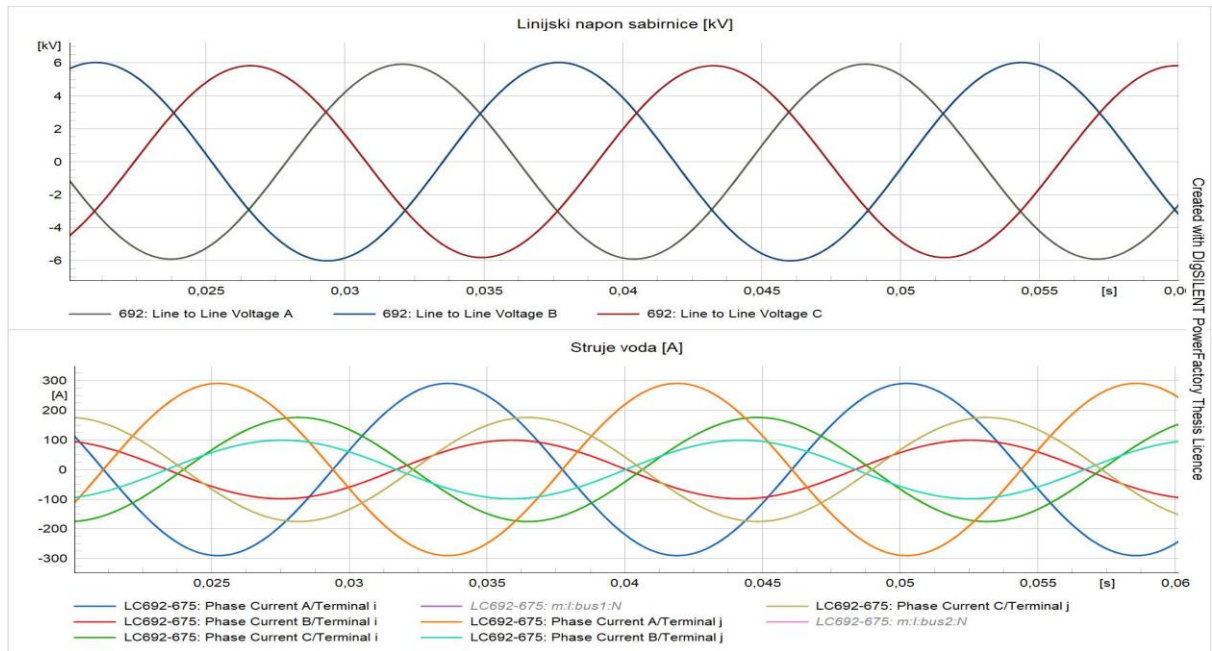 Linijski napon sabirnice [kV]
[kV]
6
4
2
0
-2
-4
-6
0,025 0,03 0,035 0,04 0,045 0,05 0,055 [s] 0,0
692: Line to Line Voltage A 692: Line to Line Voltage B 692: Line to Line Voltage C
Struje voda [A]
300
[A]
200
100
0
-100
-200
-300
0,025 0,03 0,035 0,04 0,045 0,05 0,055 [s] 0,06
LC692-675: Phase Current A/Terminal i LC692-675: m:I:bus1:N LC692-675: Phase Current C/Terminal j
LC692-675: Phase Current B/Terminal i LC692-675: Phase Current A/Terminal j LC692-675: m:I:bus2:N
LC692-675: Phase Current C/Terminal i LC692-675: Phase Current B/Terminal j
Created with DIgSILENT PowerFactory Thesis Licence